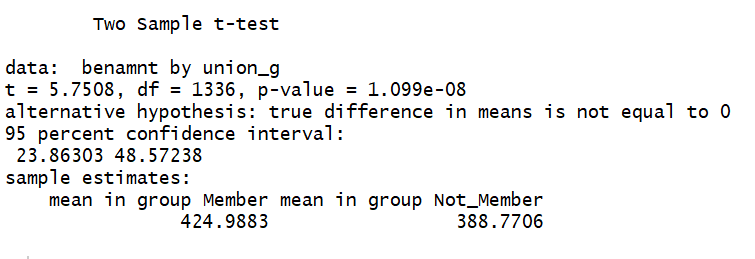 Two Sample t-test
data:  benamnt by union_g
t = 5.7508, df = 1336, p-value = 1.099e-08
alternative hypothesis: true difference in means is not equal to 0
95 percent confidence interval:
 23.86303 48.57238
sample estimates:
    mean in group Member mean in group Not_Member
                424.9883                 388.7706